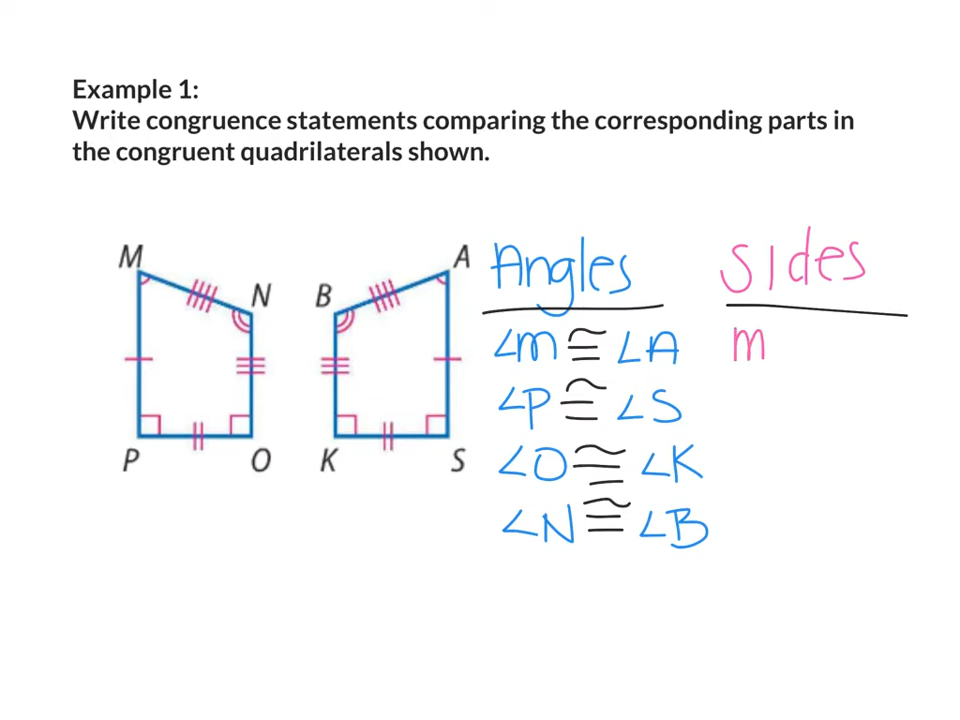 Example 1:
Write congruence statements comparing the corresponding parts in
the congruent quadrilaterals shown.
M
N
P
O
B
A
K
S
Angles
∠m ≅ ∠A
∠P ≅ ∠S
∠O ≅ ∠K
∠N ≅ ∠B
Sides
m